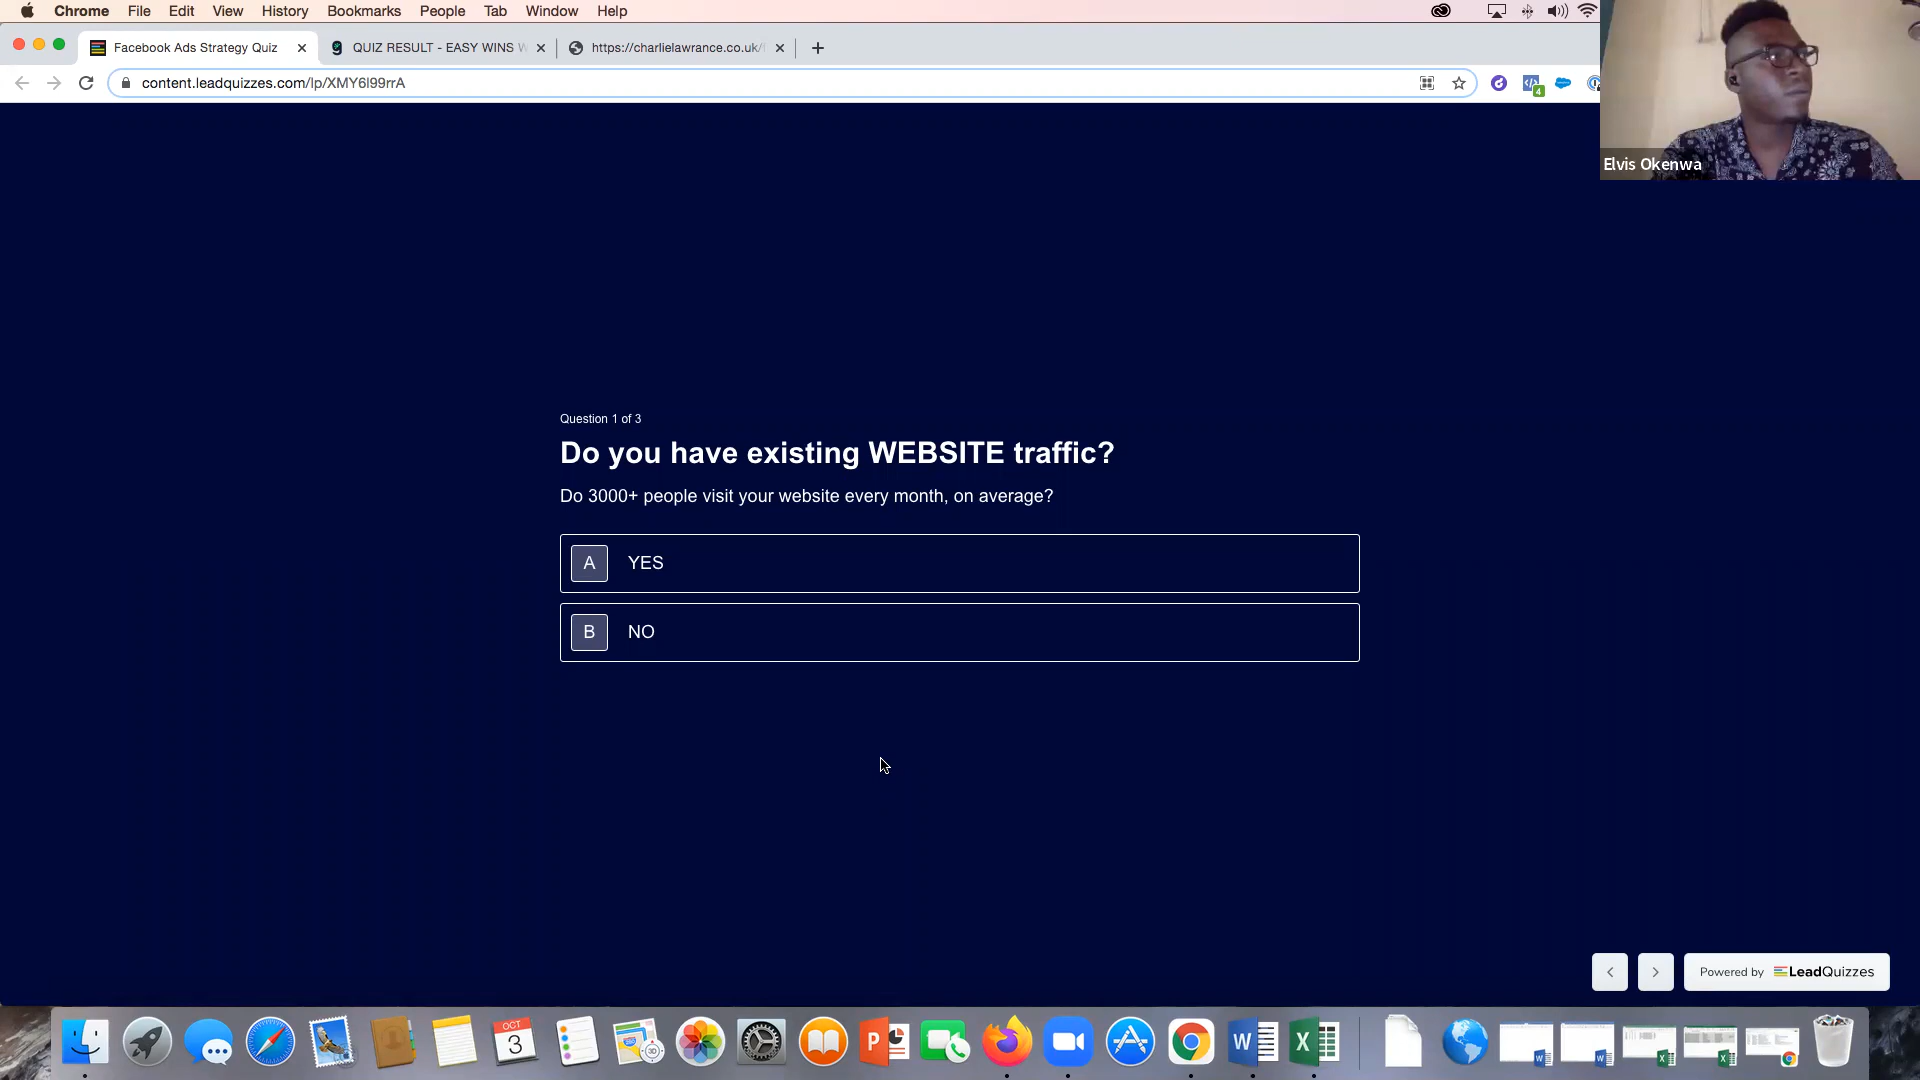 Chrome File Edit View History Bookmarks People Tab Window Help
Facebook Ads Strategy Quiz
QUIZ RESULT - EASY WINS W
https://charlielawrance.co.uk/
content.leadquizzes.com/lp/XMY6l99rrA
4
Elvis Okenwa
Question 1 of 3
Do you have existing WEBSITE traffic?
Do 3000+ people visit your website every month, on average?
A YES
B NO
Powered by LeadQuizzes
OCT
3